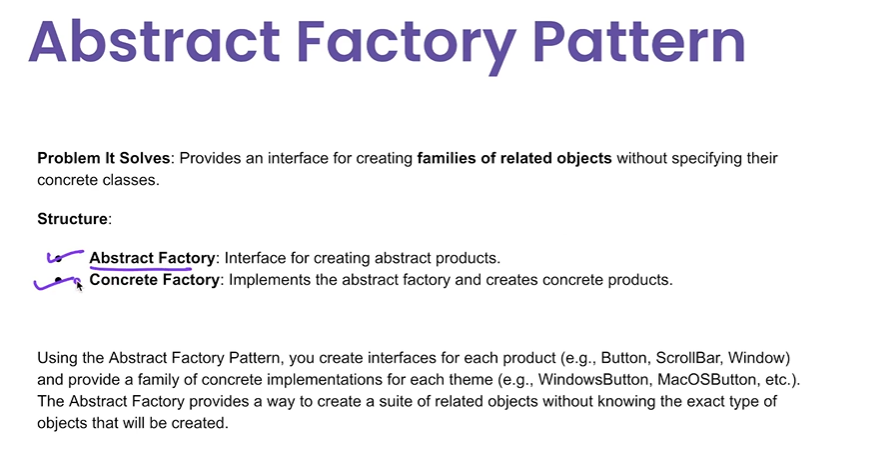 Abstract Factory Pattern
Problem It Solves: Provides an interface for creating families of related objects without specifying their
concrete classes.
Structure:
Abstract Factory: Interface for creating abstract products.
Concrete Factory: Implements the abstract factory and creates concrete products.
Using the Abstract Factory Pattern, you create interfaces for each product (e.g., Button, ScrollBar, Window)
and provide a family of concrete implementations for each theme (e.g., WindowsButton, MacOSButton, etc.).
The Abstract Factory provides a way to create a suite of related objects without knowing the exact type of
objects that will be created.